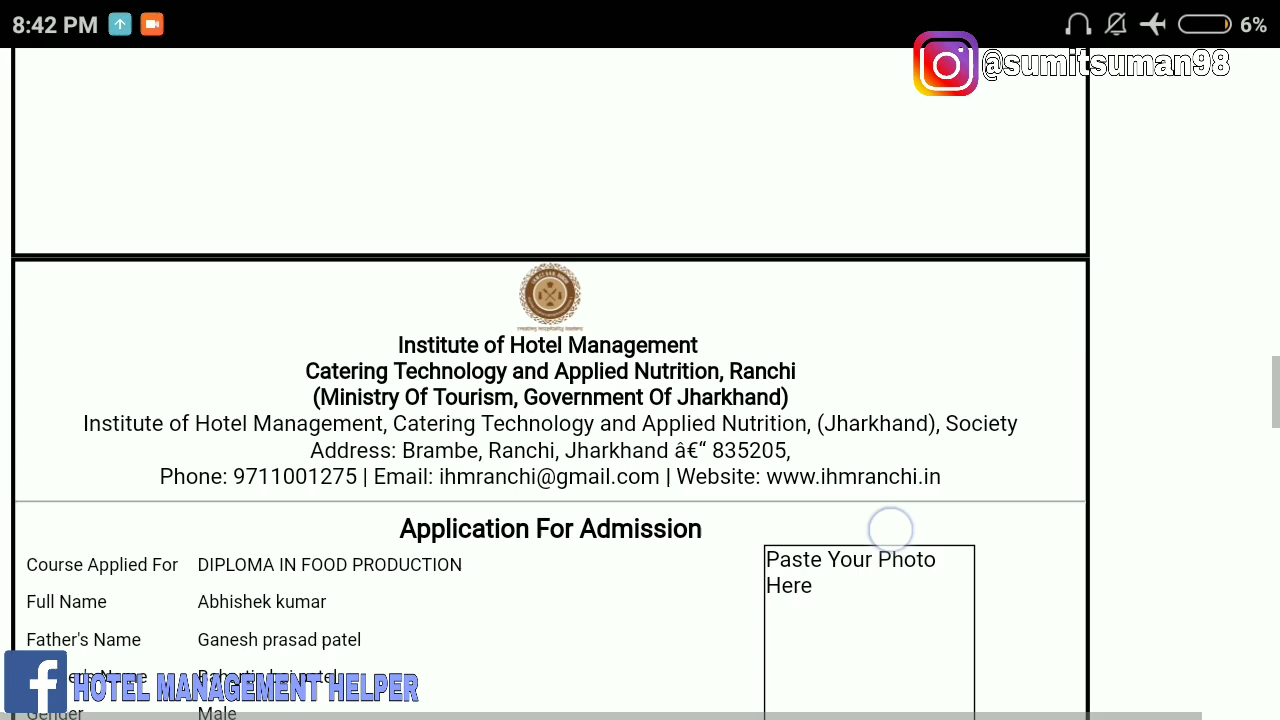 8:42 PM
6%
@sumitsuman98
Institute of Hotel Management
Catering Technology and Applied Nutrition, Ranchi
(Ministry Of Tourism, Government Of Jharkhand)
Institute of Hotel Management, Catering Technology and Applied Nutrition, (Jharkhand), Society
Address: Brambe, Ranchi, Jharkhand â€“ 835205,
Phone: 9711001275 | Email: ihmranchi@gmail.com | Website: www.ihmranchi.in
Application For Admission
Paste Your Photo
Here
Course Applied For DIPLOMA IN FOOD PRODUCTION
Full Name Abhishek kumar
Father's Name Ganesh prasad patel
Name patel
HOTEL MANAGEMENT HELPER
Gender Male